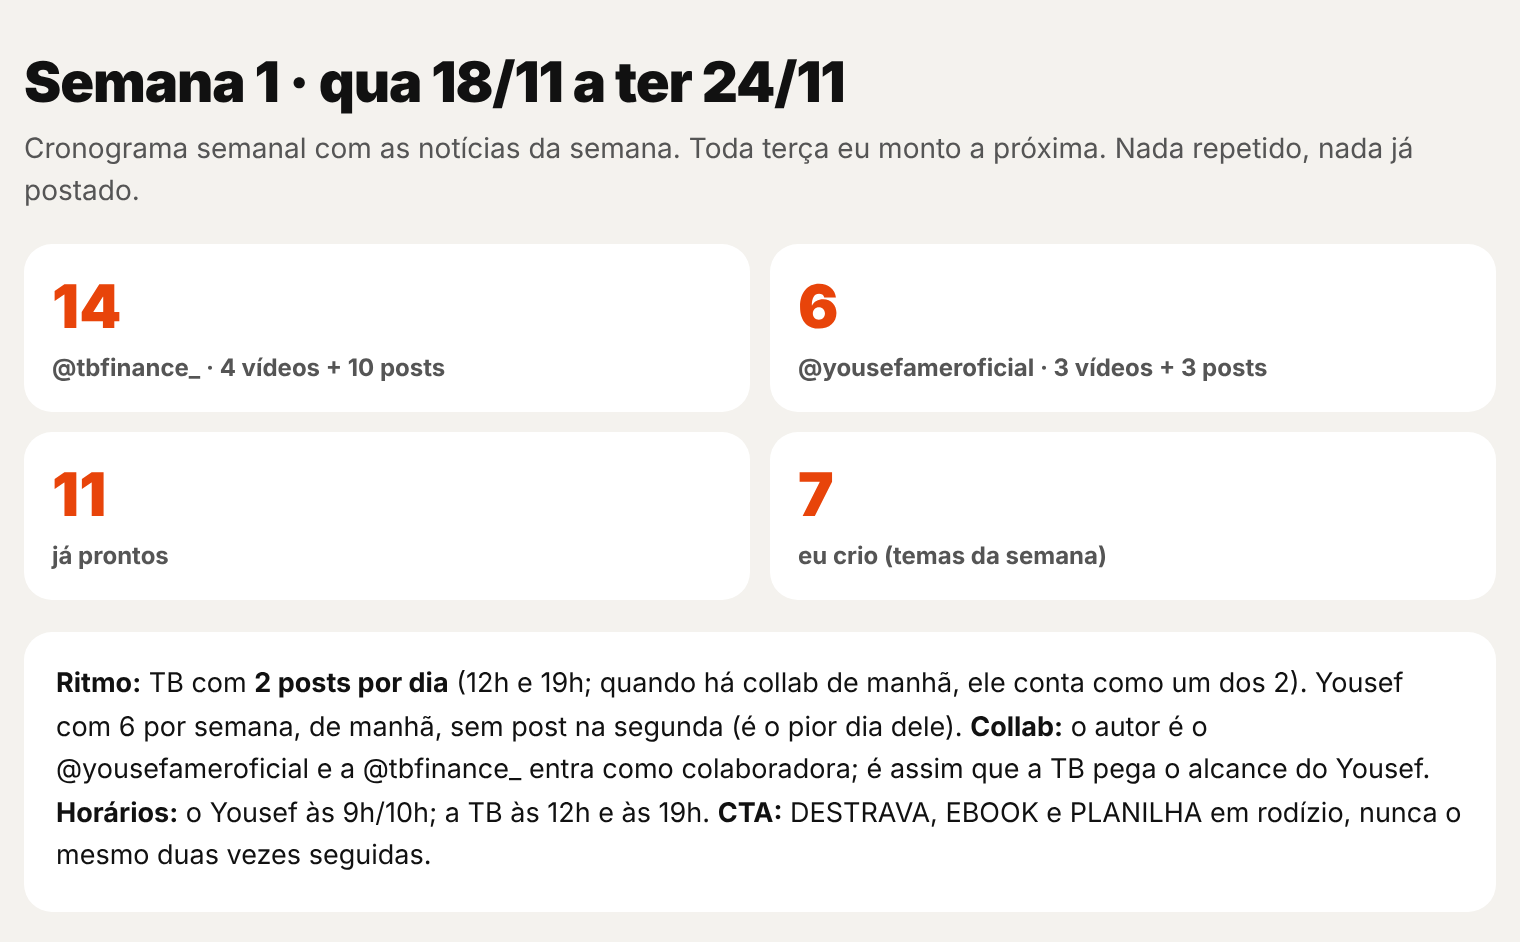 Semana 1 · qua 18/11 a ter 24/11
Cronograma semanal com as notícias da semana. Toda terça eu monto a próxima. Nada repetido, nada já
postado.
14
@tbfinance_ · 4 vídeos + 10 posts
6
@yousefameroficial · 3 vídeos + 3 posts
11
já prontos
7
eu crio (temas da semana)
Ritmo: TB com 2 posts por dia (12h e 19h; quando há collab de manhã, ele conta como um dos 2). Yousef
com 6 por semana, de manhã, sem post na segunda (é o pior dia dele). Collab: o autor é o
@yousefameroficial e a @tbfinance_ entra como colaboradora; é assim que a TB pega o alcance do Yousef.
Horários: o Yousef às 9h/10h; a TB às 12h e às 19h. CTA: DESTRAVA, EBOOK e PLANILHA em rodízio, nunca o
mesmo duas vezes seguidas.